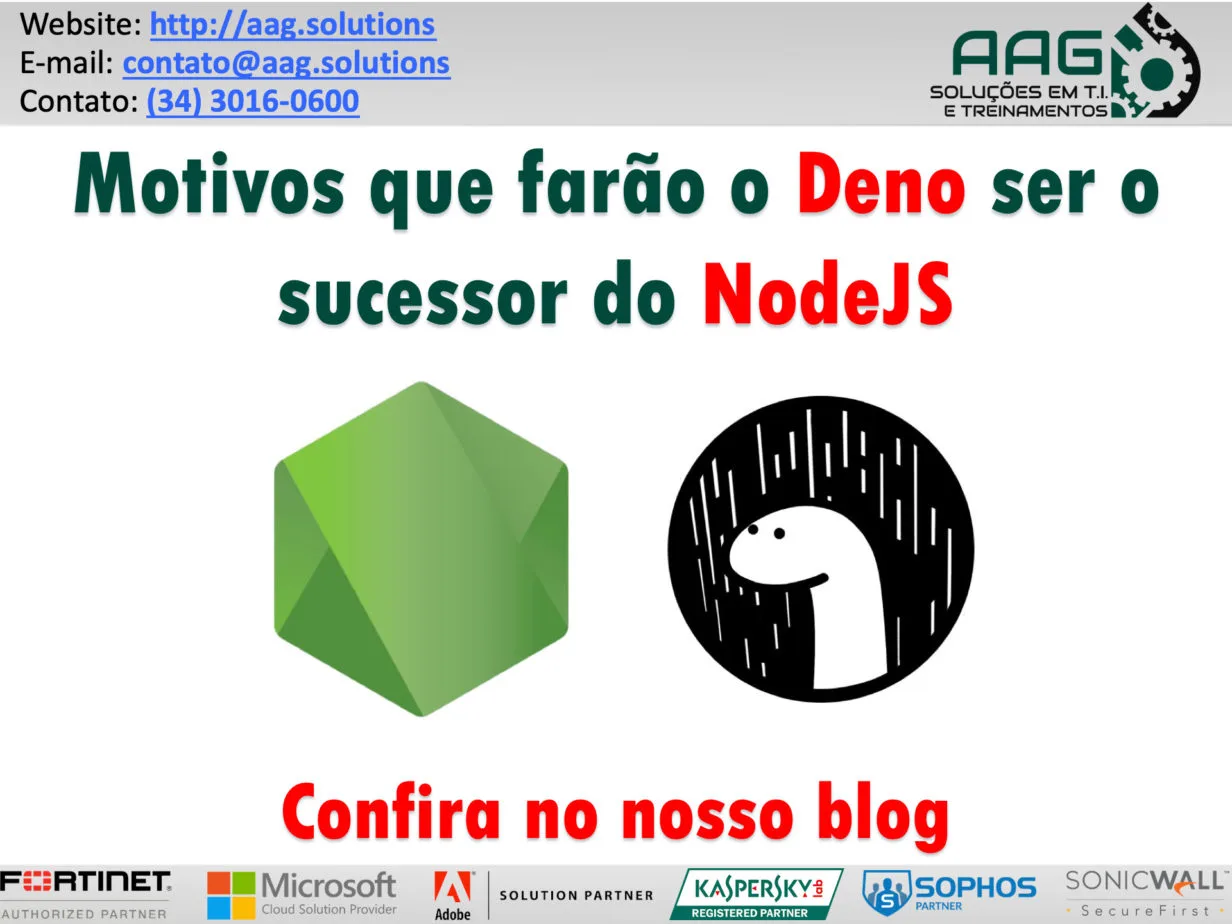 Website: http://aag.solutions
E-mail: contato@aag.solutions
Contato: (34) 3016-0600
AAG
SOLUÇÕES EM T.I.
E TREINAMENTOS
Motivos que farão o Deno ser o
sucessor do NodeJS
Confira no nosso blog
FORTINET®
AUTHORIZED PARTNER
Microsoft
Cloud Solution Provider
Adobe
SOLUTION PARTNER
KASPERSKY lab
REGISTERED PARTNER
SOPHOS
PARTNER
SONICWALL™
SecureFirst